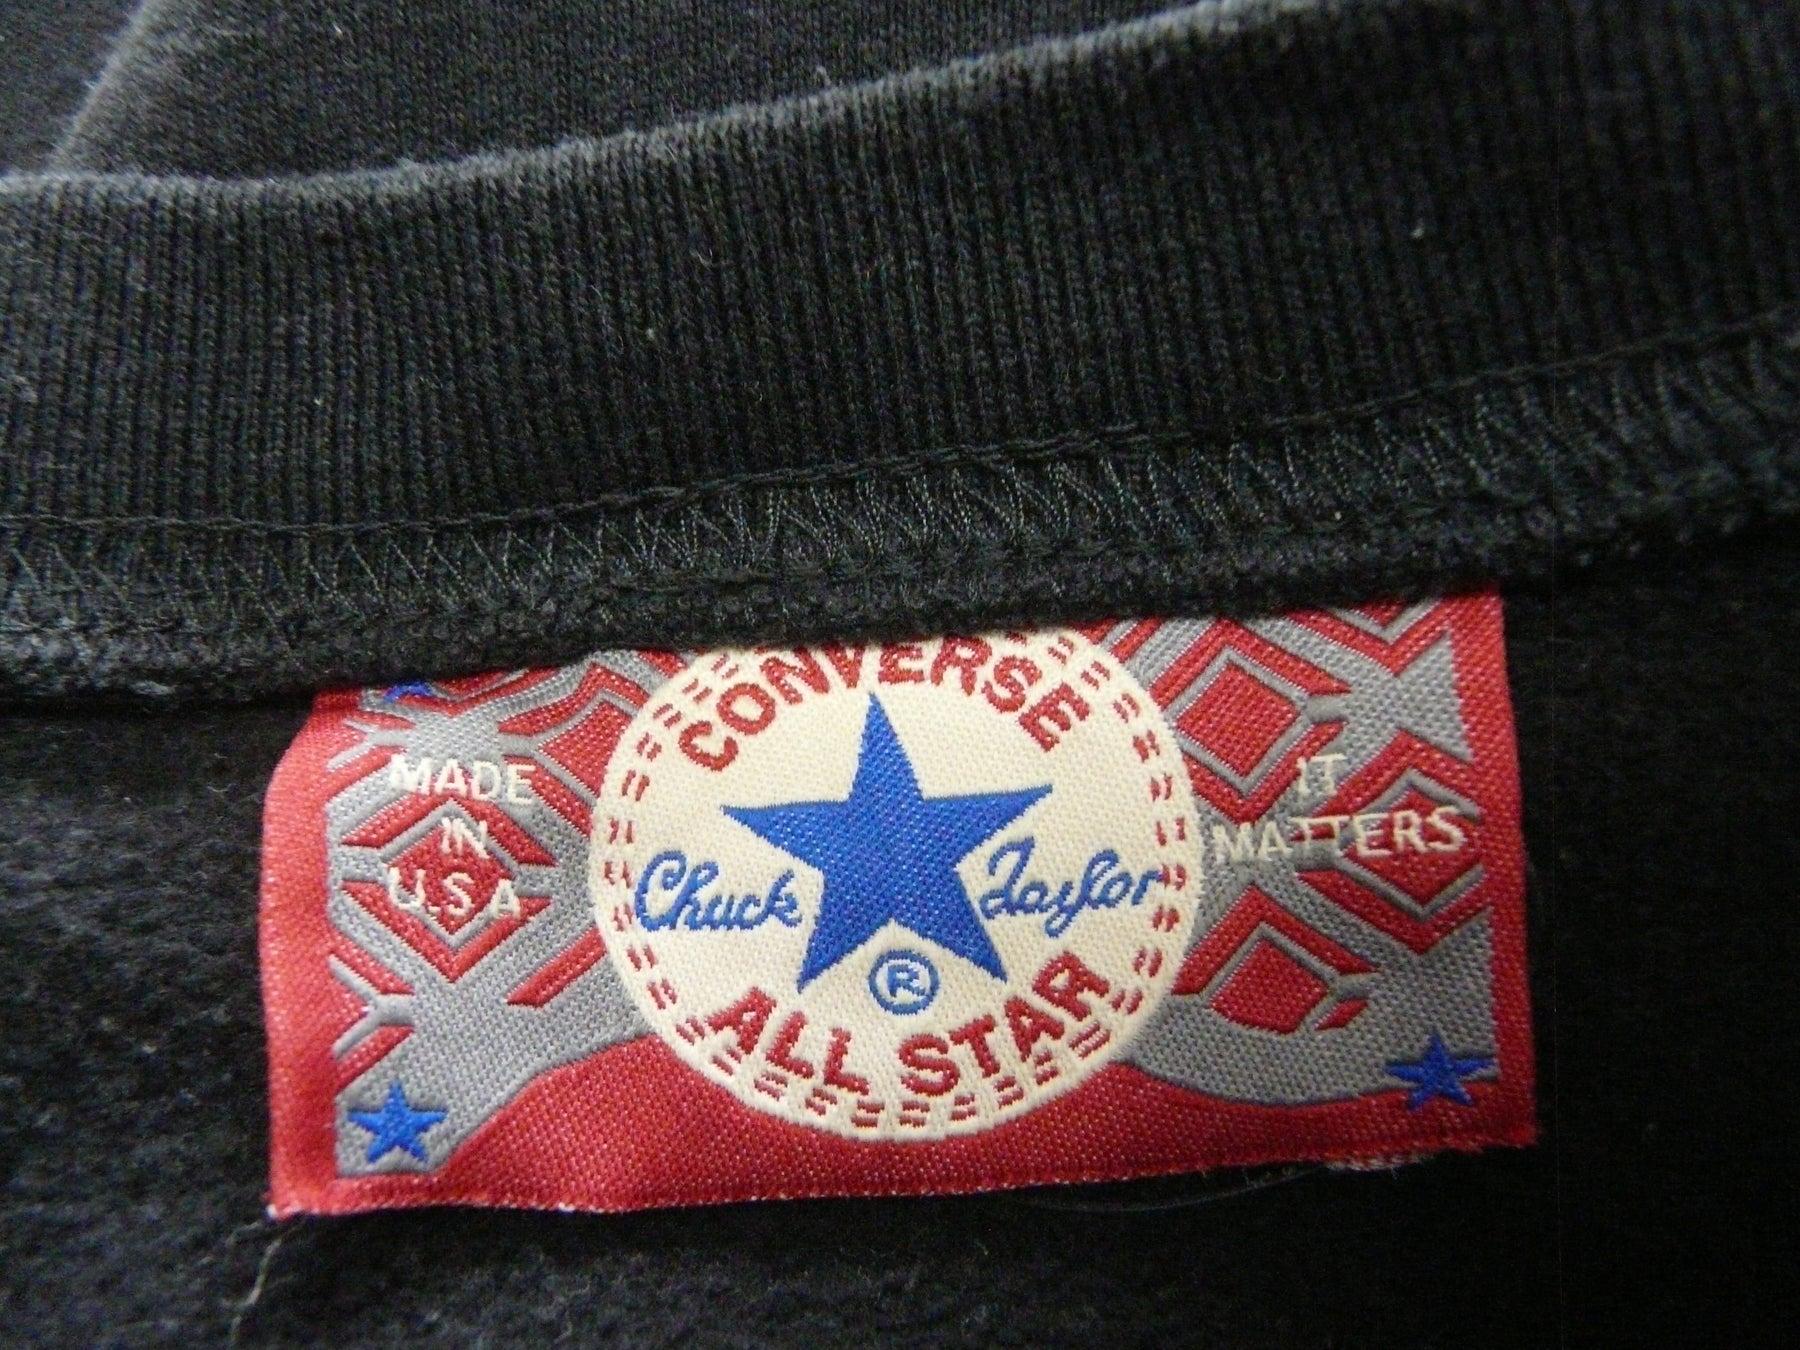 CONVERSE
MADE
IN
U.S.A
Chuck Taylor
®
ALL STAR
IT
MATTERS